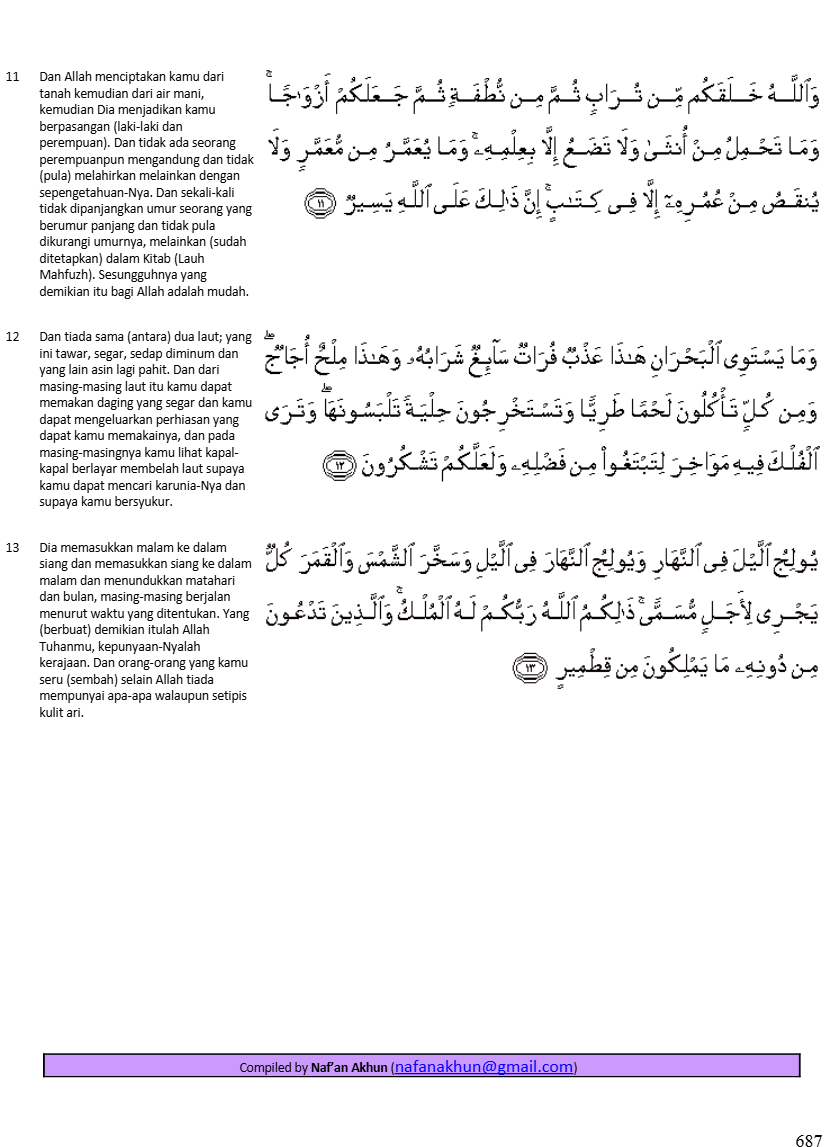 11 Dan Allah menciptakan kamu dari
tanah kemudian dari air mani,
kemudian Dia menjadikan kamu
berpasangan (laki-laki dan
perempuan). Dan tidak ada seorang
perempuanpun mengandung dan tidak
(pula) melahirkan melainkan dengan
sepengetahuan-Nya. Dan sekali-kali
tidak dipanjangkan umur seorang yang
berumur panjang dan tidak pula
dikurangi umurnya, melainkan (sudah
ditetapkan) dalam Kitab (Lauh
Mahfuzh). Sesungguhnya yang
demikian itu bagi Allah adalah mudah.
وَٱللَّهُ خَلَقَكُم مِّن تُرَابٍ ثُمَّ مِن نُّطْفَةٍ ثُمَّ جَعَلَكُمْ أَزْوَٰجًا ۚ
وَمَا تَحْمِلُ مِنْ أُنثَىٰ وَلَا تَضَعُ إِلَّا بِعِلْمِهِۦ ۚ وَمَا يُعَمَّرُ مِن مُّعَمَّرٍ وَلَا
يُنقَصُ مِنْ عُمُرِهِۦٓ إِلَّا فِى كِتَـٰبٍ ۚ إِنَّ ذَٰلِكَ عَلَى ٱللَّهِ يَسِيرٌ ۝١١
12 Dan tiada sama (antara) dua laut; yang
ini tawar, segar, sedap diminum dan
yang lain asin lagi pahit. Dan dari
masing-masing laut itu kamu dapat
memakan daging yang segar dan kamu
dapat mengeluarkan perhiasan yang
dapat kamu memakainya, dan pada
masing-masingnya kamu lihat kapal-
kapal berlayar membelah laut supaya
kamu dapat mencari karunia-Nya dan
supaya kamu bersyukur.
وَمَا يَسْتَوِى ٱلْبَحْرَانِ هَـٰذَا عَذْبٌ فُرَاتٌ سَآئِغٌ شَرَابُهُۥ وَهَـٰذَا مِلْحٌ أُجَاجٌ ۖ
وَمِن كُلٍّ تَأْكُلُونَ لَحْمًا طَرِيًّا وَتَسْتَخْرِجُونَ حِلْيَةً تَلْبَسُونَهَا ۖ وَتَرَى
ٱلْفُلْكَ فِيهِ مَوَاخِرَ لِتَبْتَغُوا۟ مِن فَضْلِهِۦ وَلَعَلَّكُمْ تَشْكُرُونَ ۝١٢
13 Dia memasukkan malam ke dalam
siang dan memasukkan siang ke dalam
malam dan menundukkan matahari
dan bulan, masing-masing berjalan
menurut waktu yang ditentukan. Yang
(berbuat) demikian itulah Allah
Tuhanmu, kepunyaan-Nyalah
kerajaan. Dan orang-orang yang kamu
seru (sembah) selain Allah tiada
mempunyai apa-apa walaupun setipis
kulit ari.
يُولِجُ ٱلَّيْلَ فِى ٱلنَّهَارِ وَيُولِجُ ٱلنَّهَارَ فِى ٱلَّيْلِ وَسَخَّرَ ٱلشَّمْسَ وَٱلْقَمَرَ كُلٌّ
يَجْرِى لِأَجَلٍ مُّسَمًّى ۚ ذَٰلِكُمُ ٱللَّهُ رَبُّكُمْ لَهُ ٱلْمُلْكُ ۚ وَٱلَّذِينَ تَدْعُونَ
مِن دُونِهِۦ مَا يَمْلِكُونَ مِن قِطْمِيرٍ ۝١٣
Compiled by Naf’an Akhun (nafanakhun@gmail.com)
687